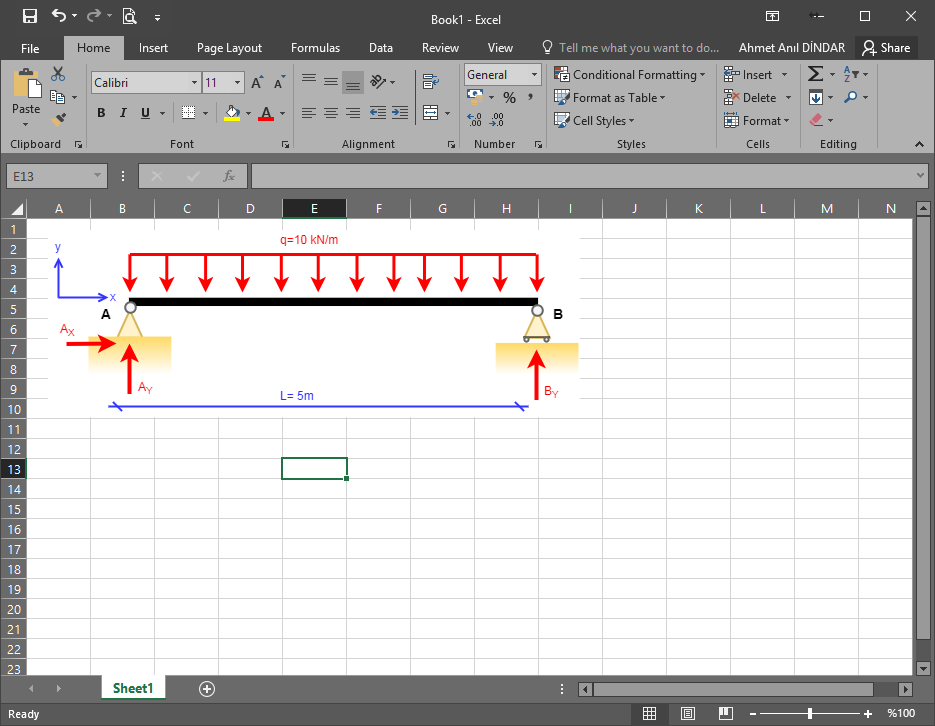 Book1 - Excel
File Home Insert Page Layout Formulas Data Review View Tell me what you want to do... Ahmet Anıl DİNDAR Share
Paste
Calibri 11
B I U A
A A
General
% ,
Conditional Formatting
Format as Table
Cell Styles
Insert
Delete
Format
Clipboard Font Alignment Number Styles Cells Editing
E13 fx
A B C D E F G H I J K L M N
1
2
3
4
5
6
7
8
9
10
11
12
13
14
15
16
17
18
19
20
21
22
23
q=10 kN/m
y
x
A
B
AX
AY
BY
L= 5m
Sheet1
Ready %100